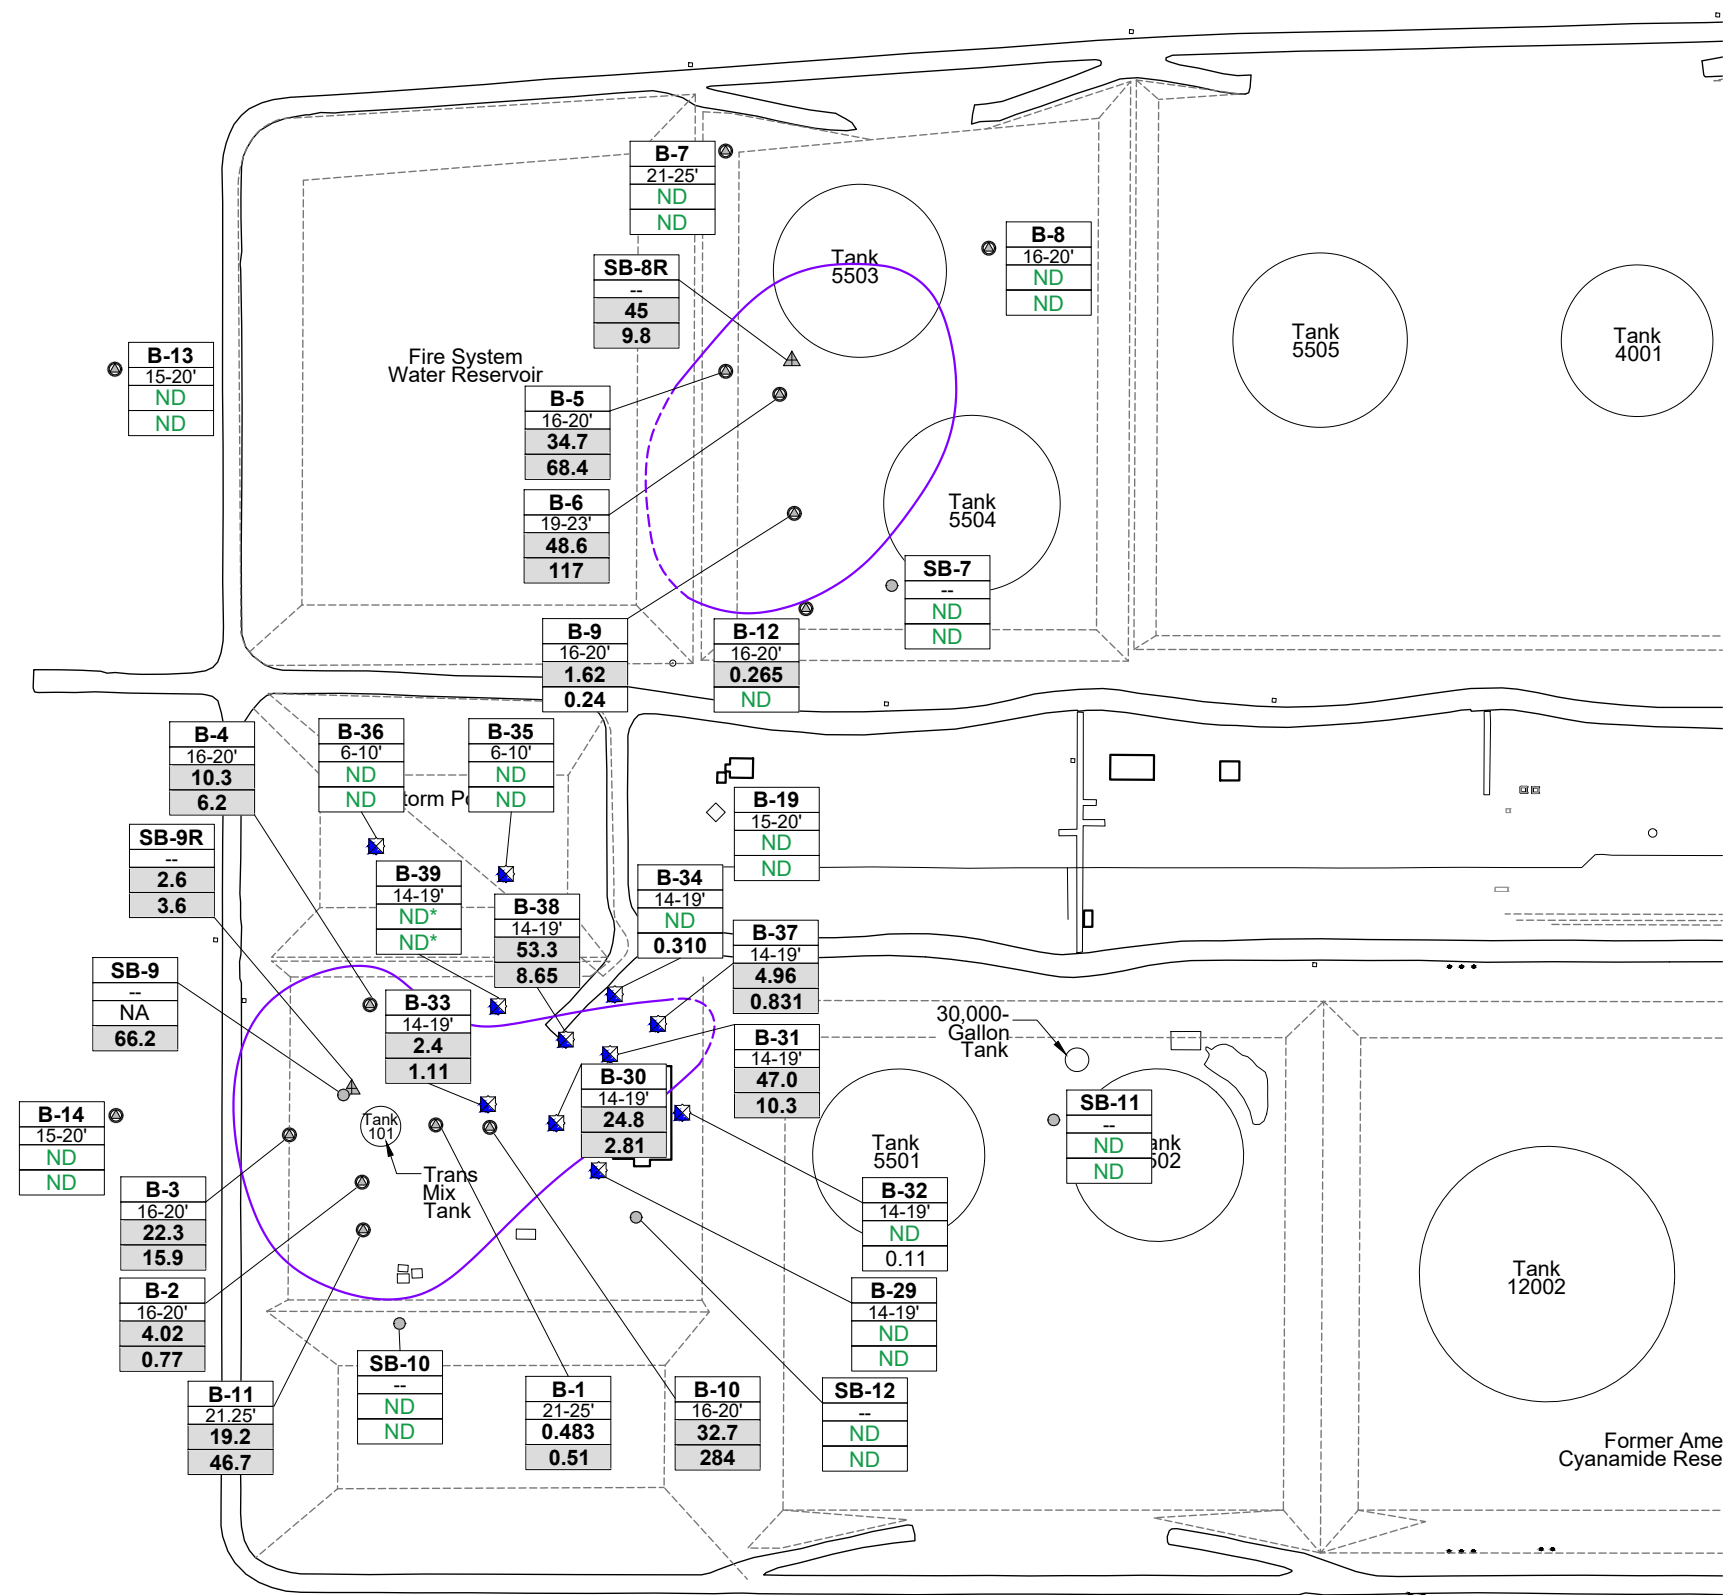 B-7
21-25'
ND
ND
B-8
16-20'
ND
ND
Tank
5503
SB-8R
--
45
9.8
Tank
5505
Tank
4001
B-13
15-20'
ND
ND
Fire System
Water Reservoir
B-5
16-20'
34.7
68.4
B-6
19-23'
48.6
117
Tank
5504
SB-7
--
ND
ND
B-9
16-20'
1.62
0.24
B-12
16-20'
0.265
ND
B-4
16-20'
10.3
6.2
B-36
6-10'
ND
ND
B-35
6-10'
ND
ND
torm Po
B-19
15-20'
ND
ND
SB-9R
--
2.6
3.6
B-39
14-19'
ND*
ND*
B-38
14-19'
53.3
8.65
B-34
14-19'
ND
0.310
B-37
14-19'
4.96
0.831
SB-9
--
NA
66.2
B-33
14-19'
2.4
1.11
B-31
14-19'
47.0
10.3
30,000-
Gallon
Tank
B-30
14-19'
24.8
2.81
B-14
15-20'
ND
ND
Tank
101
Trans
Mix
Tank
Tank
5501
SB-11
--
ND
ND
ank
502
B-3
16-20'
22.3
15.9
B-32
14-19'
ND
0.11
B-2
16-20'
4.02
0.77
B-29
14-19'
ND
ND
Tank
12002
B-11
21.25'
19.2
46.7
SB-10
--
ND
ND
B-1
21-25'
0.483
0.51
B-10
16-20'
32.7
284
SB-12
--
ND
ND
Former Ame
Cyanamide Rese